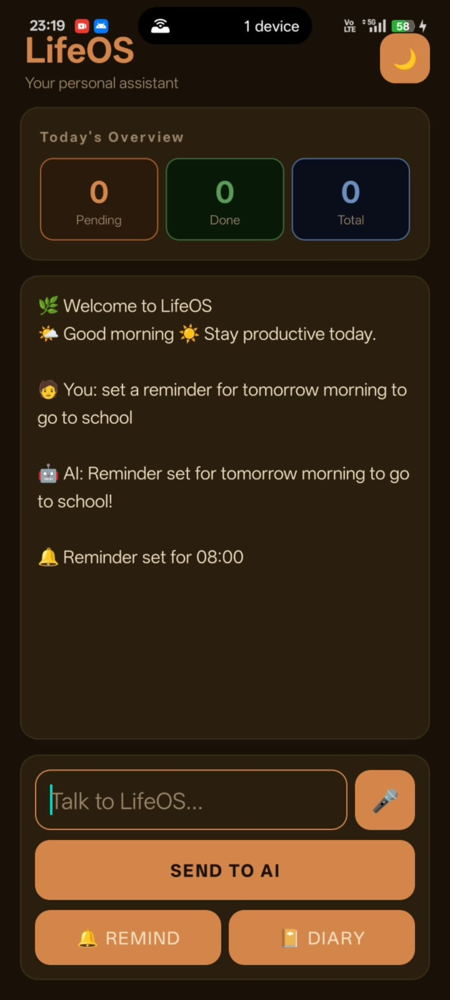 23:19
1 device
Vo LTE
5G
58
LifeOS
Your personal assistant
Today's Overview
0 0 0
Pending Done Total
🌿 Welcome to LifeOS
🌤️ Good morning ☀️ Stay productive today.
🧑 You: set a reminder for tomorrow morning to
go to school
🤖 AI: Reminder set for tomorrow morning to go
to school!
🔔 Reminder set for 08:00
Talk to LifeOS...
SEND TO AI
🔔 REMIND
📔 DIARY